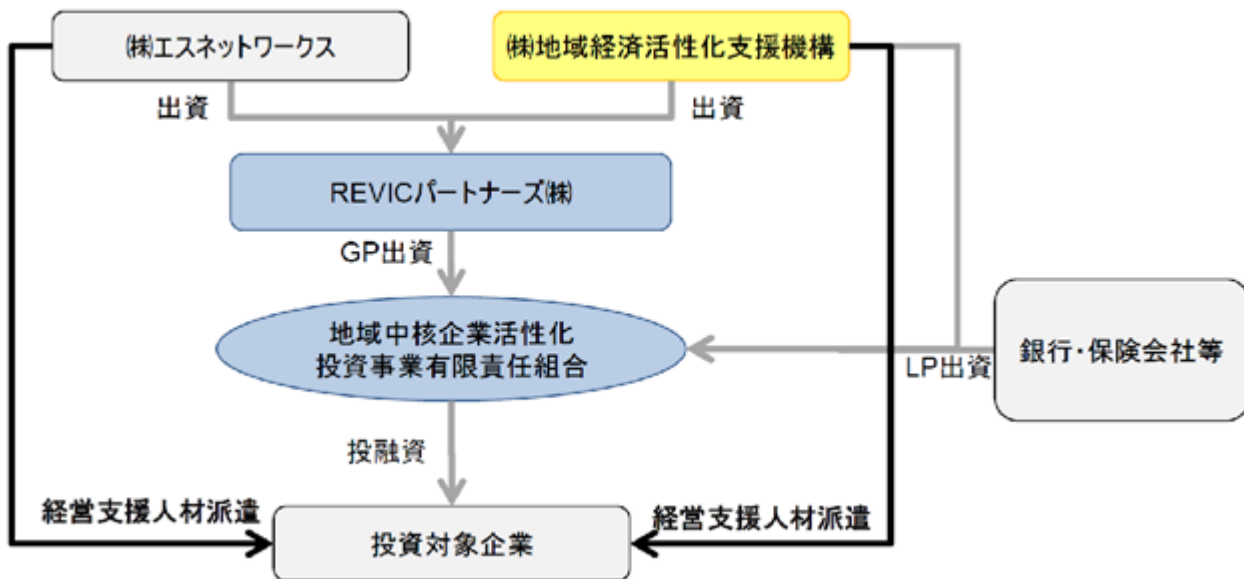 ㈱エスネットワークス
㈱地域経済活性化支援機構
出資
出資
REVICパートナーズ㈱
GP出資
地域中核企業活性化
投資事業有限責任組合
LP出資
銀行・保険会社等
投融資
経営支援人材派遣
経営支援人材派遣
投資対象企業